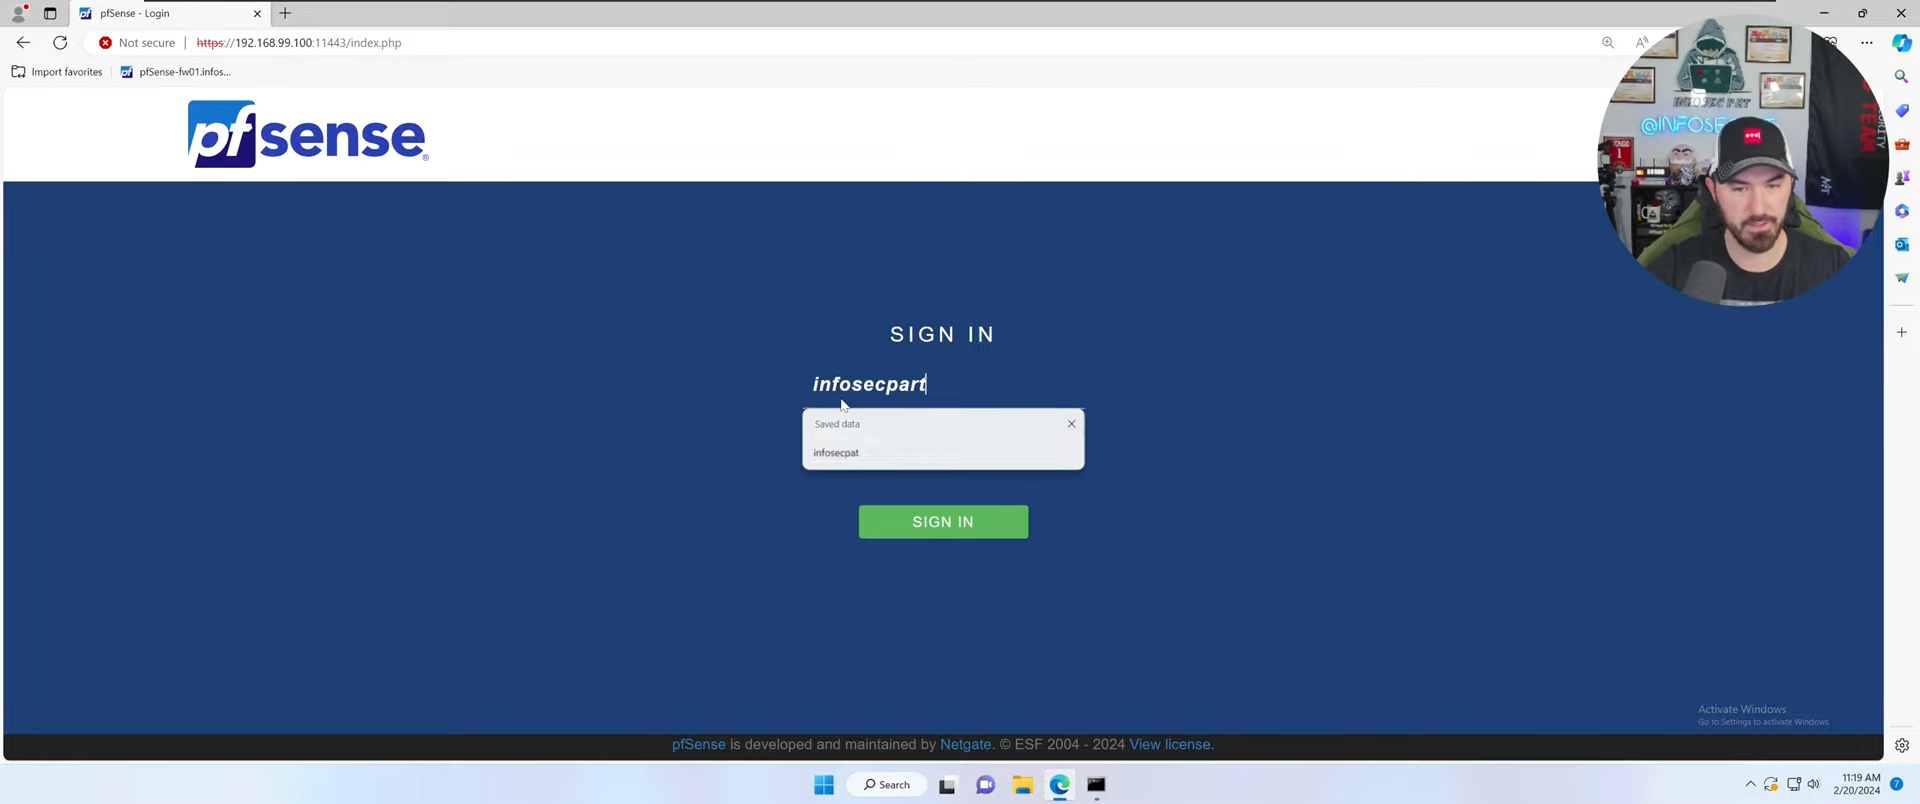 pfSense - Login
Not secure
https://192.168.99.100:11443/index.php
Import favorites
pfSense-fw01.infos...
pfsense®
INFOSEC PAT
SIGN IN
infosecpart
Saved data
infosecpat
SIGN IN
Activate Windows
Go to Settings to activate Windows.
pfSense is developed and maintained by Netgate. © ESF 2004 - 2024 View license.
Search
11:19 AM
2/20/2024
7